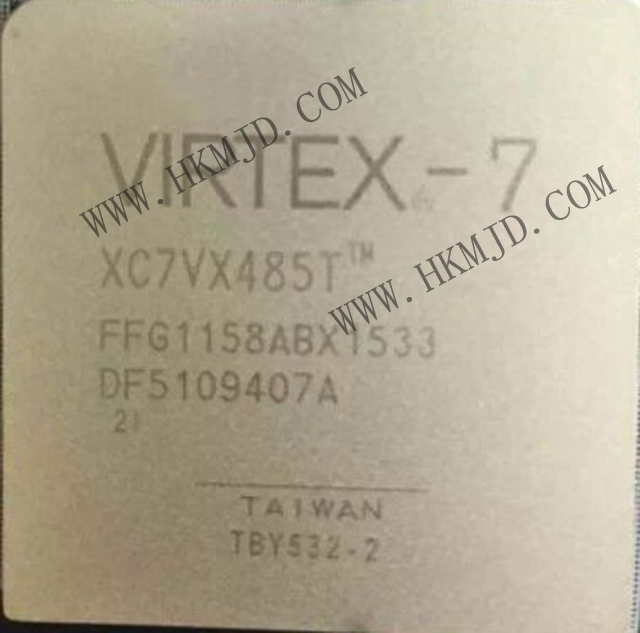 VIRTEX-7
XC7VX485T™
FFG1158ABX1533
DF5109407A
2I
TAIWAN
TBY532-2
WWW.HKMJD.COM
WWW.HKMJD.COM